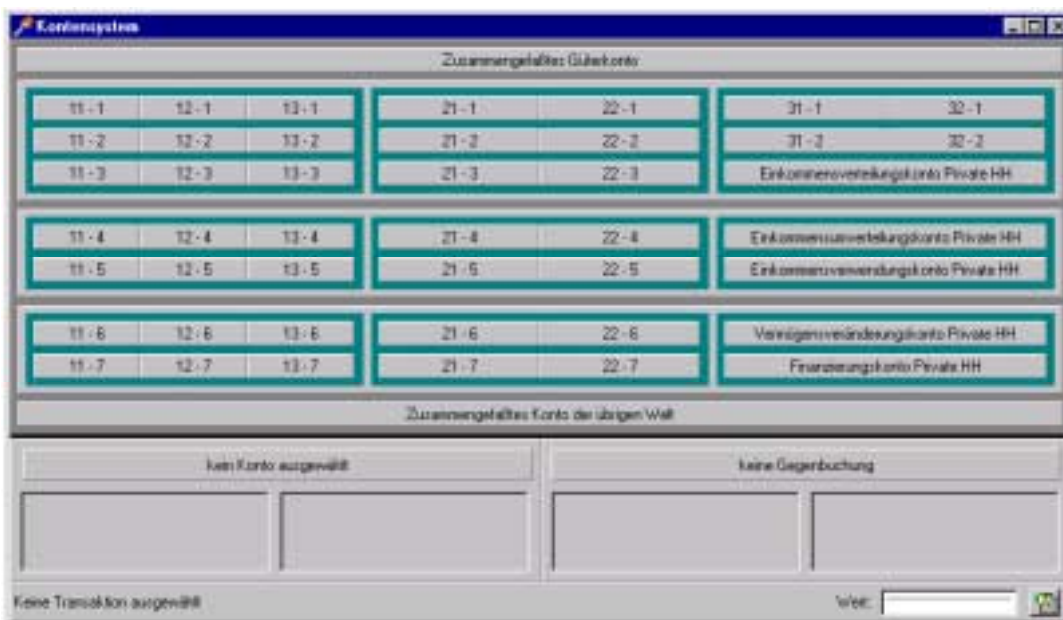 Kontensystem
Zusammengefaßtes Güterkonto
11 - 1 12 - 1 13 - 1 21 - 1 22 - 1 31 - 1 32 - 1
11 - 2 12 - 2 13 - 2 21 - 2 22 - 2 31 - 2 32 - 2
11 - 3 12 - 3 13 - 3 21 - 3 22 - 3 Einkommensverteilungskonto Private HH
11 - 4 12 - 4 13 - 4 21 - 4 22 - 4 Einkommensumverteilungskonto Private HH
11 - 5 12 - 5 13 - 5 21 - 5 22 - 5 Einkommensverwendungskonto Private HH
11 - 6 12 - 6 13 - 6 21 - 6 22 - 6 Vermögensveränderungskonto Private HH
11 - 7 12 - 7 13 - 7 21 - 7 22 - 7 Finanzierungskonto Private HH
Zusammengefaßtes Konto der übrigen Welt
kein Konto ausgewählt keine Gegenbuchung
Keine Transaktion ausgewählt Wert: